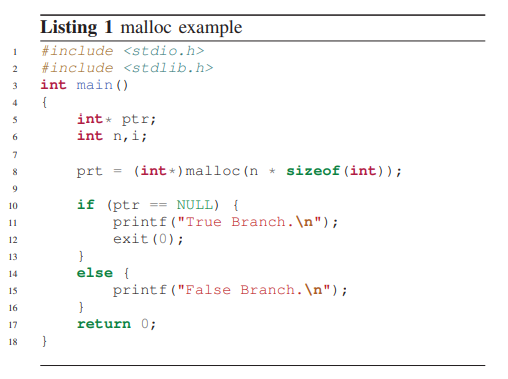 Listing 1 malloc example
1 #include <stdio.h>
2 #include <stdlib.h>
3 int main()
4 {
5 int* ptr;
6 int n,i;
7
8 prt = (int*)malloc(n * sizeof(int));
9
10 if (ptr == NULL) {
11 printf("True Branch.\n");
12 exit(0);
13 }
14 else {
15 printf("False Branch.\n");
16 }
17 return 0;
18 }